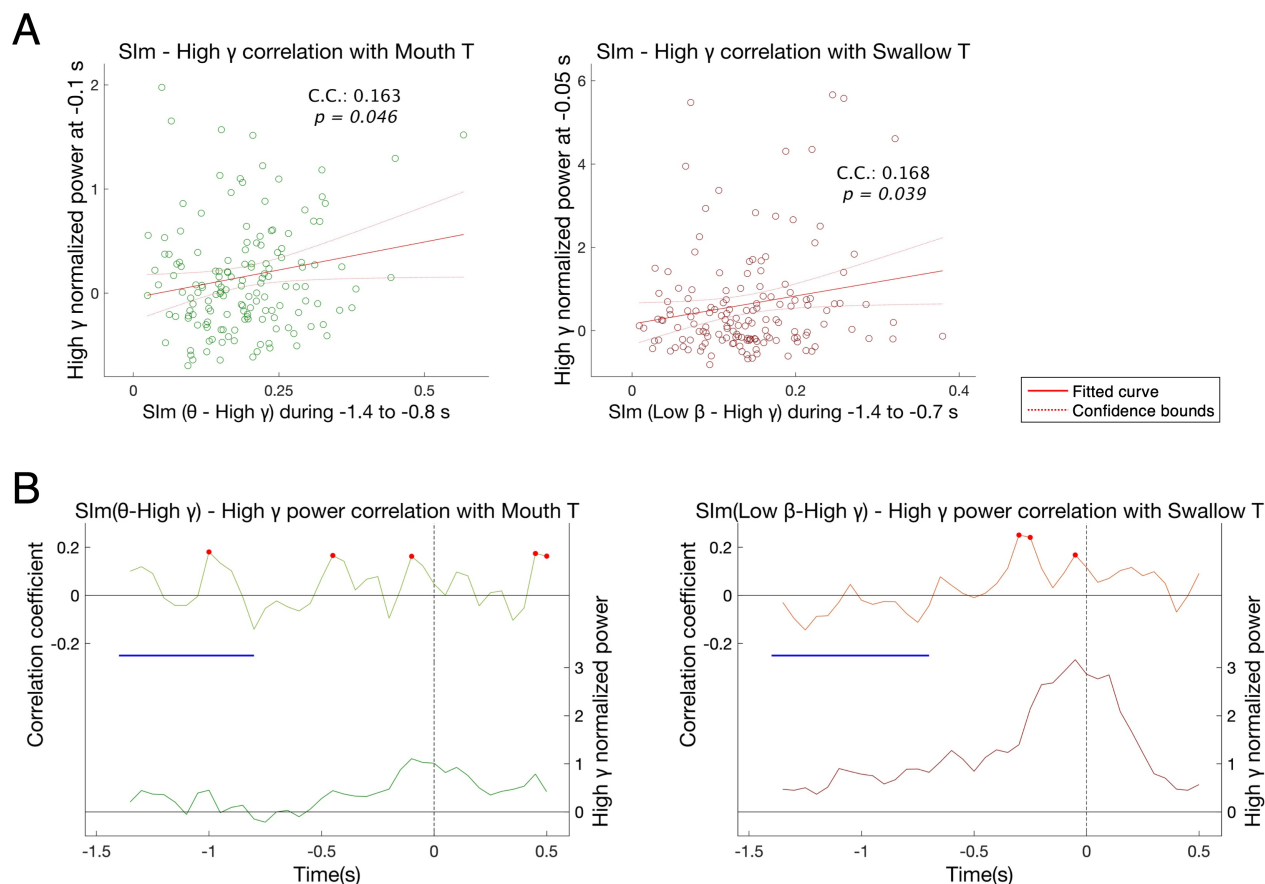 A
SIm - High γ correlation with Mouth T
High γ normalized power at -0.1 s
2
1
0
C.C.: 0.163
p = 0.046
0
0.25
0.5
SIm (θ - High γ) during -1.4 to -0.8 s
SIm - High γ correlation with Swallow T
High γ normalized power at -0.05 s
6
4
2
0
C.C.: 0.168
p = 0.039
0
0.2
0.4
SIm (Low β - High γ) during -1.4 to -0.7 s
Fitted curve
Confidence bounds
B
SIm(θ-High γ) - High γ power correlation with Mouth T
Correlation coefficient
0.2
0
-0.2
3
2
1
0
High γ normalized power
-1.5
-1
-0.5
0
0.5
Time(s)
SIm(Low β-High γ) - High γ power correlation with Swallow T
Correlation coefficient
0.2
0
-0.2
3
2
1
0
High γ normalized power
-1.5
-1
-0.5
0
0.5
Time(s)